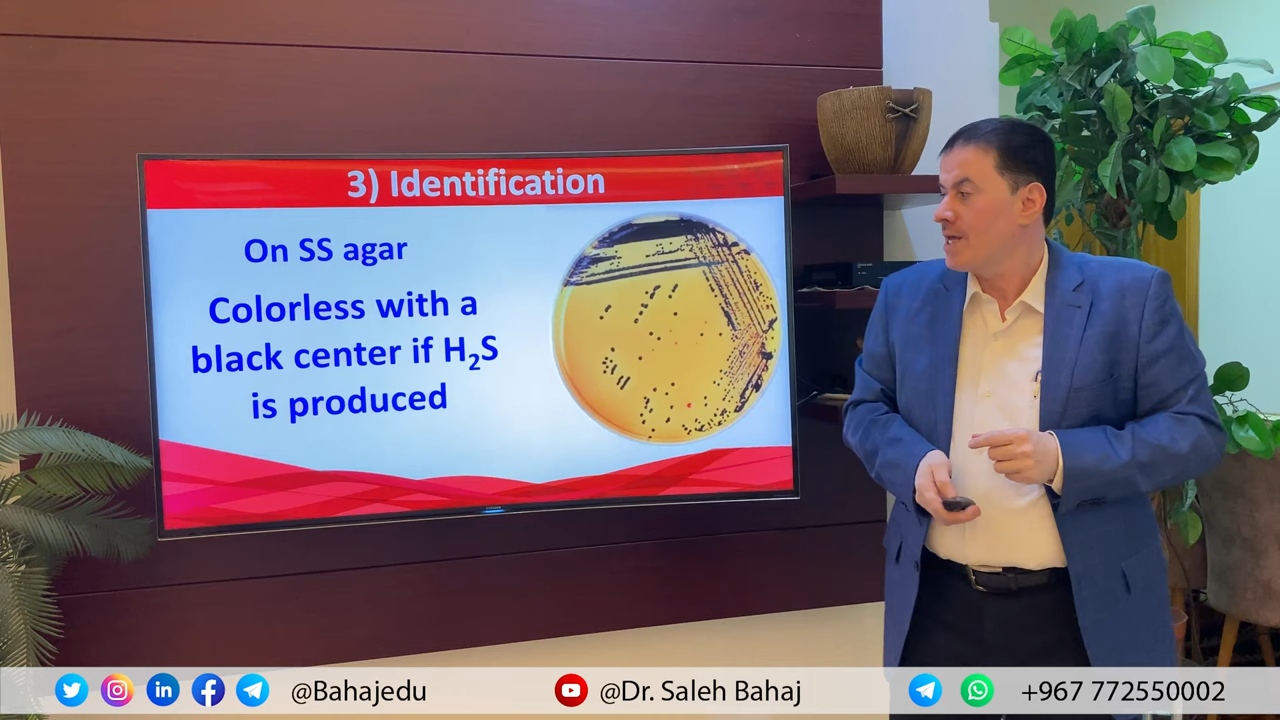 3) Identification
On SS agar
Colorless with a
black center if H₂S
is produced
@Bahajedu
@Dr. Saleh Bahaj
+967 772550002